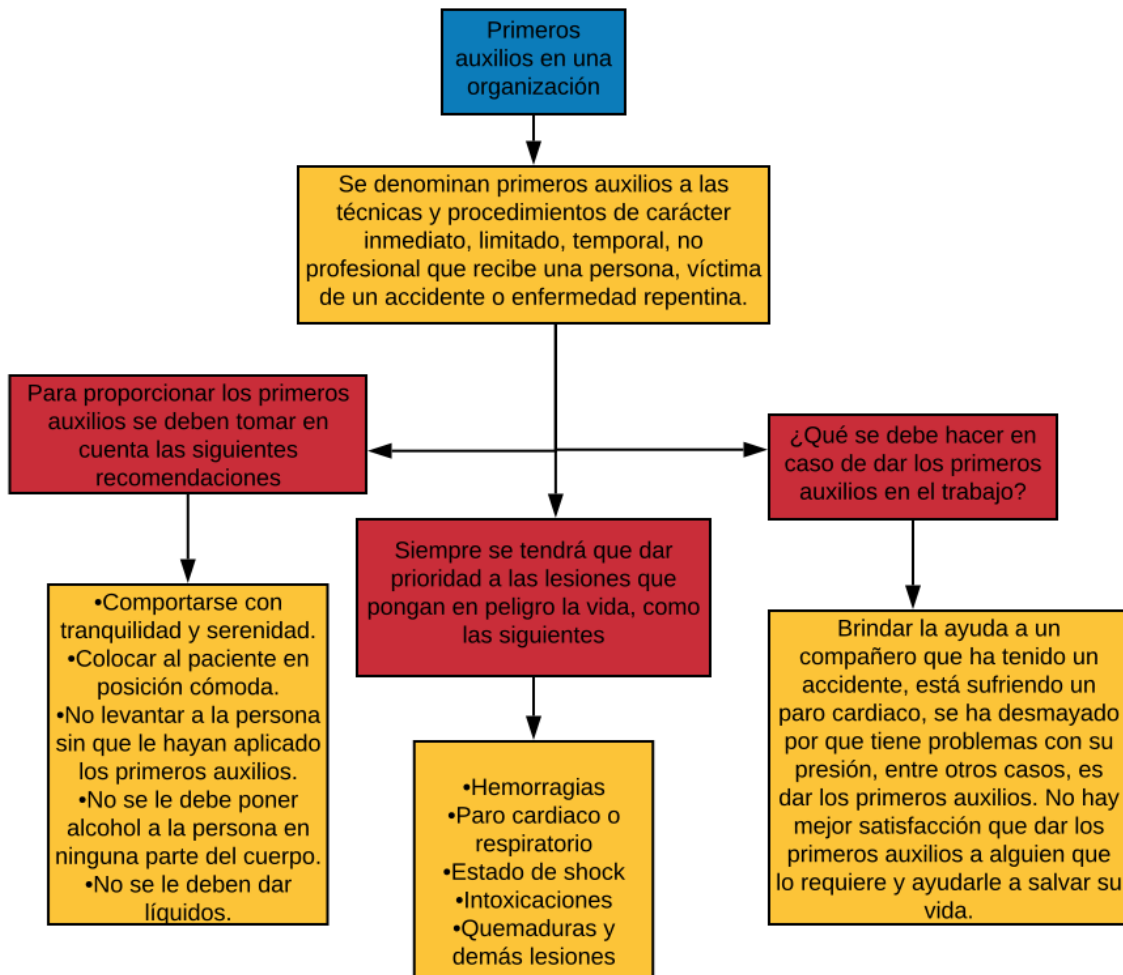 Primeros
auxilios en una
organización
Se denominan primeros auxilios a las
técnicas y procedimientos de carácter
inmediato, limitado, temporal, no
profesional que recibe una persona, víctima
de un accidente o enfermedad repentina.
Para proporcionar los primeros
auxilios se deben tomar en
cuenta las siguientes
recomendaciones
•Comportarse con
tranquilidad y serenidad.
•Colocar al paciente en
posición cómoda.
•No levantar a la persona
sin que le hayan aplicado
los primeros auxilios.
•No se le debe poner
alcohol a la persona en
ninguna parte del cuerpo.
•No se le deben dar
líquidos.
Siempre se tendrá que dar
prioridad a las lesiones que
pongan en peligro la vida, como
las siguientes
•Hemorragias
•Paro cardiaco o
respiratorio
•Estado de shock
•Intoxicaciones
•Quemaduras y
demás lesiones
¿Qué se debe hacer en
caso de dar los primeros
auxilios en el trabajo?
Brindar la ayuda a un
compañero que ha tenido un
accidente, está sufriendo un
paro cardiaco, se ha desmayado
por que tiene problemas con su
presión, entre otros casos, es
dar los primeros auxilios. No hay
mejor satisfacción que dar los
primeros auxilios a alguien que
lo requiere y ayudarle a salvar su
vida.